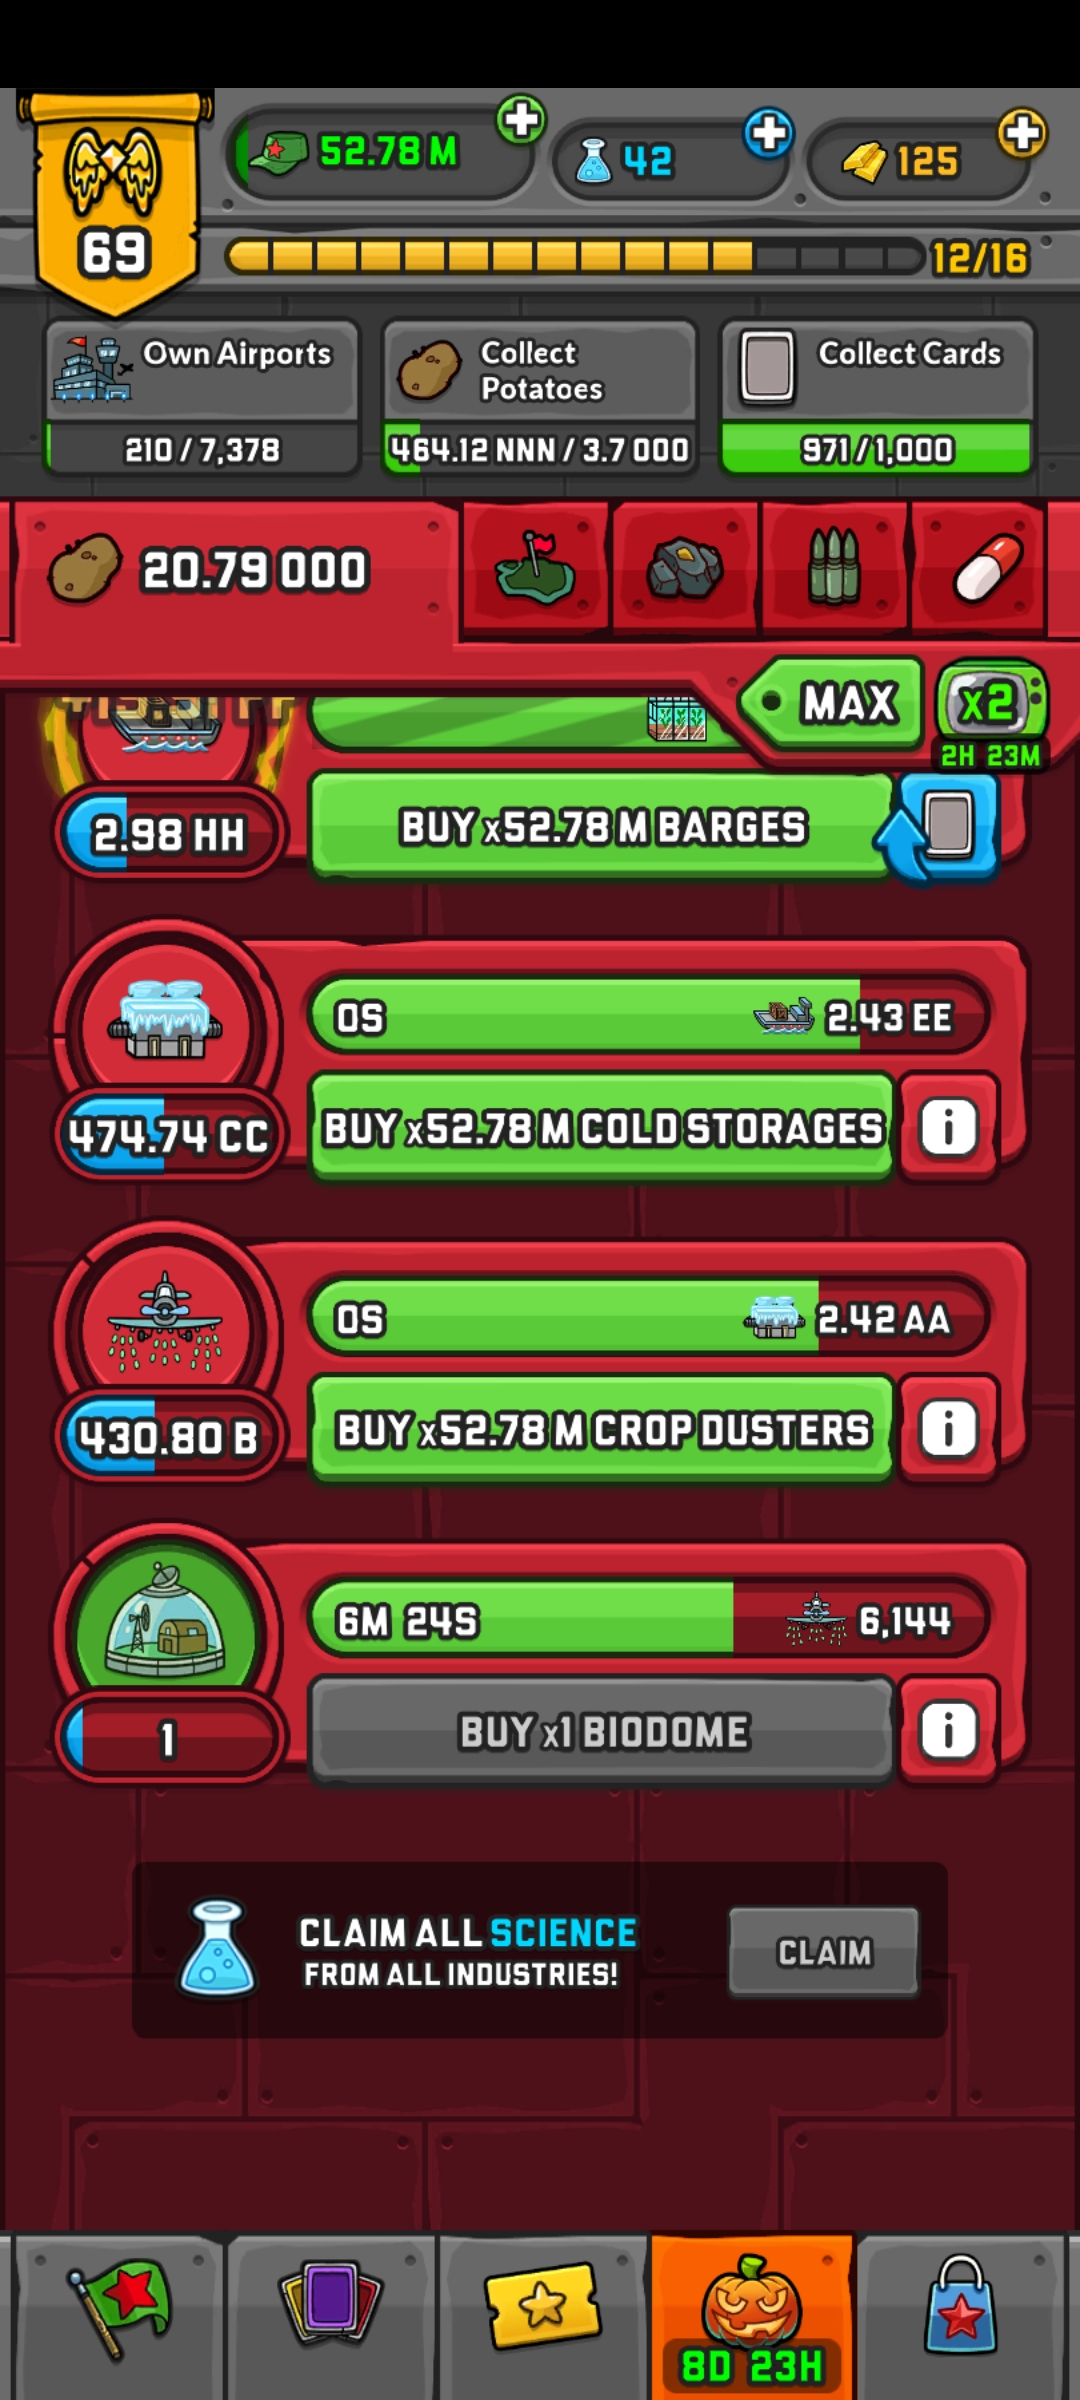 52.78 M
42
125
69
12/16
Own Airports
210 / 7,378
Collect
Potatoes
464.12 NNN / 3.7 OOO
Collect Cards
971 / 1,000
20.79 OOO
MAX
x2
2H 23M
2.98 HH
BUY x52.78 M BARGES
0S
2.43 EE
474.74 CC
BUY x52.78 M COLD STORAGES
i
0S
2.42 AA
430.80 B
BUY x52.78 M CROP DUSTERS
i
6M 24S
6,144
1
BUY x1 BIODOME
i
CLAIM ALL SCIENCE
FROM ALL INDUSTRIES!
CLAIM
8D 23H